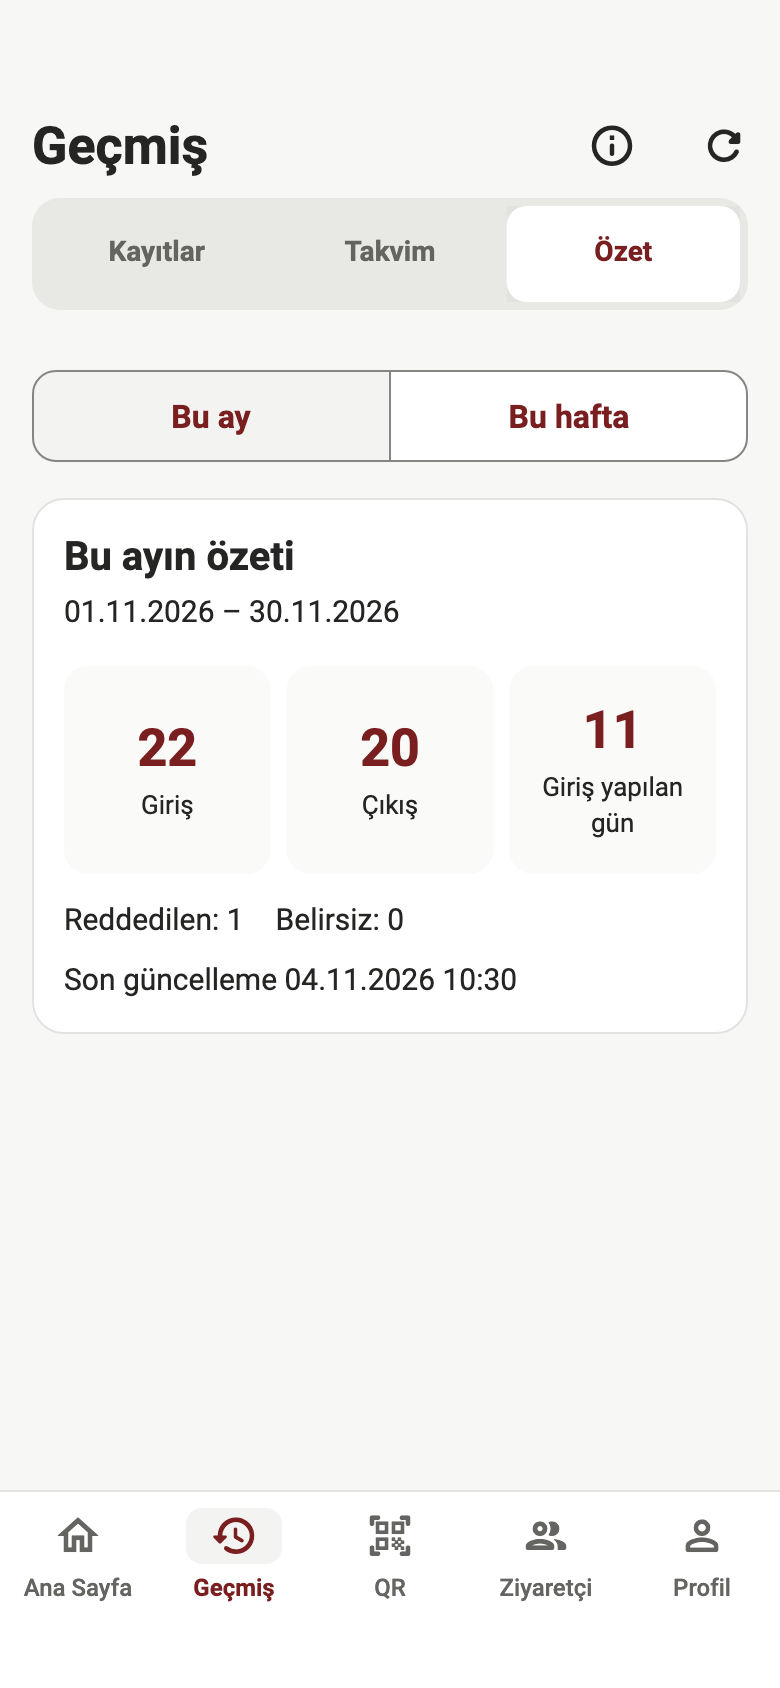 Geçmiş
Kayıtlar
Takvim
Özet
Bu ay
Bu hafta
Bu ayın özeti
01.11.2026 – 30.11.2026
22
Giriş
20
Çıkış
11
Giriş yapılan
gün
Reddedilen: 1
Belirsiz: 0
Son güncelleme 04.11.2026 10:30
Ana Sayfa
Geçmiş
QR
Ziyaretçi
Profil